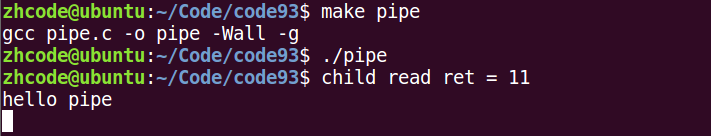 zhcode@ubuntu:~/Code/code93$ make pipe
gcc pipe.c -o pipe -Wall -g
zhcode@ubuntu:~/Code/code93$ ./pipe
zhcode@ubuntu:~/Code/code93$ child read ret = 11
hello pipe